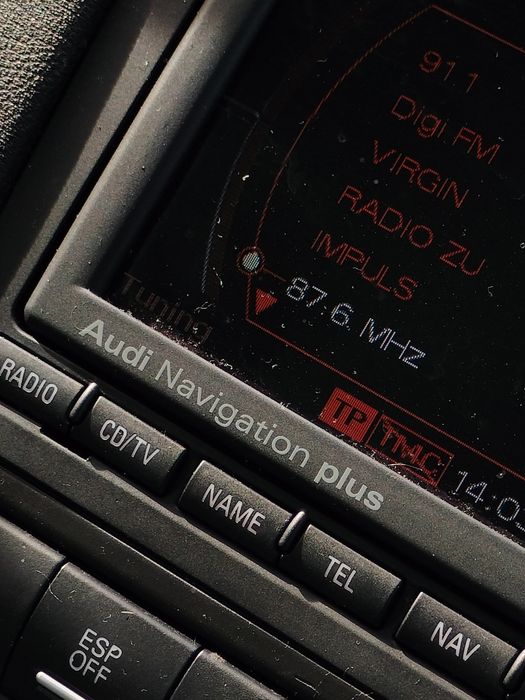 91 1
Digi FM
VIRGIN
RADIO ZU
IMPULS
87.6 MHz
Tuning
TP TMC
Audi Navigation plus
RADIO CD/TV NAME TEL NAV
ESP
OFF